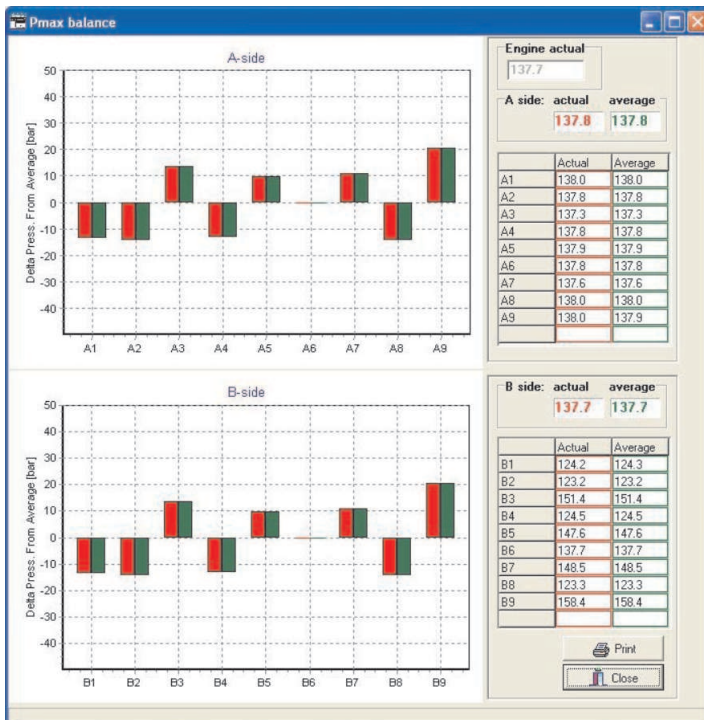 Pmax balance
A-side
Delta Press. From Average [bar]
50
40
30
20
10
0
-10
-20
-30
-40
A1 A2 A3 A4 A5 A6 A7 A8 A9
Engine actual
137.7
A side: actual average
137.8 137.8
Actual Average
A1 138.0 138.0
A2 137.8 137.8
A3 137.3 137.3
A4 137.8 137.8
A5 137.9 137.9
A6 137.8 137.8
A7 137.6 137.6
A8 138.0 138.0
A9 138.0 137.9
B-side
Delta Press. From Average [bar]
50
40
30
20
10
0
-10
-20
-30
-40
B1 B2 B3 B4 B5 B6 B7 B8 B9
B side: actual average
137.7 137.7
Actual Average
B1 124.2 124.3
B2 123.2 123.2
B3 151.4 151.4
B4 124.5 124.5
B5 147.6 147.6
B6 137.7 137.7
B7 148.5 148.5
B8 123.3 123.3
B9 158.4 158.4
Print
Close